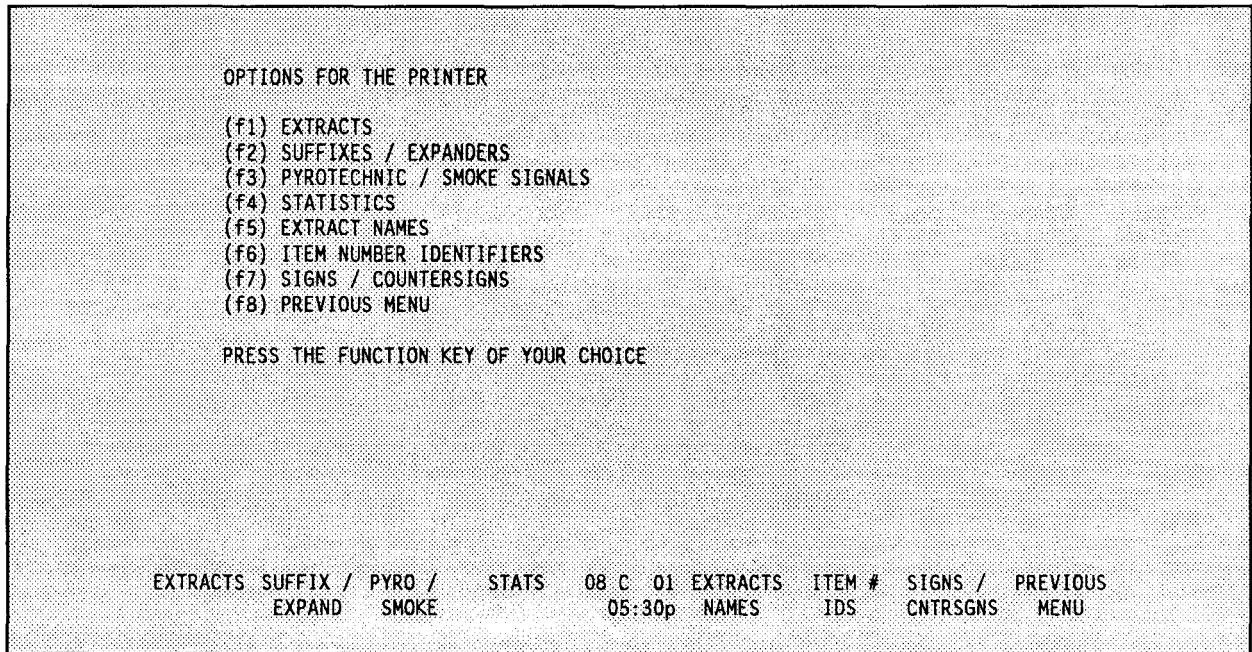 OPTIONS FOR THE PRINTER
(f1) EXTRACTS
(f2) SUFFIXES / EXPANDERS
(f3) PYROTECHNIC / SMOKE SIGNALS
(f4) STATISTICS
(f5) EXTRACT NAMES
(f6) ITEM NUMBER IDENTIFIERS
(f7) SIGNS / COUNTERSIGNS
(f8) PREVIOUS MENU
PRESS THE FUNCTION KEY OF YOUR CHOICE
EXTRACTS SUFFIX / PYRO / STATS 08 C 01 EXTRACTS ITEM # SIGNS / PREVIOUS
EXPAND SMOKE 05:30p NAMES IDS CNTRSGNS MENU